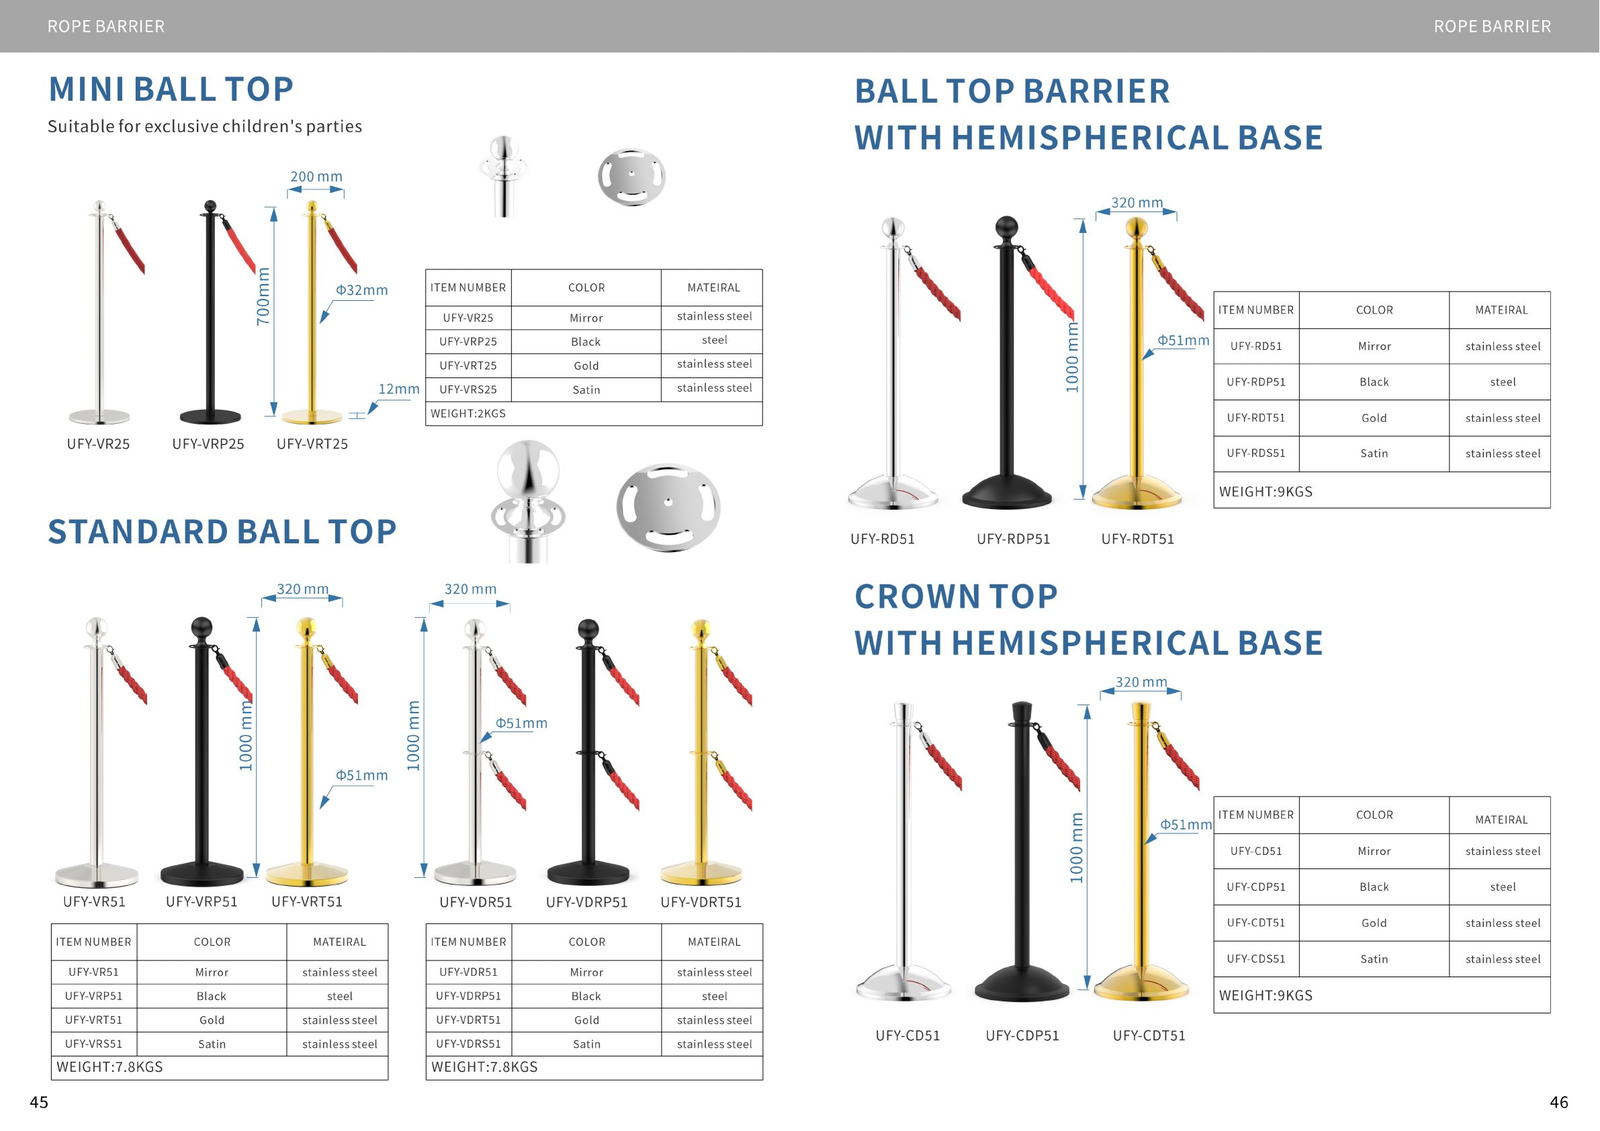 ROPE BARRIER
ROPE BARRIER
MINI BALL TOP
Suitable for exclusive children's parties
200 mm
700mm
Φ32mm
12mm
UFY-VR25 UFY-VRP25 UFY-VRT25
ITEM NUMBER COLOR MATEIRAL
UFY-VR25 Mirror stainless steel
UFY-VRP25 Black steel
UFY-VRT25 Gold stainless steel
UFY-VRS25 Satin stainless steel
WEIGHT:2KGS
STANDARD BALL TOP
320 mm
1000 mm
Φ51mm
UFY-VR51 UFY-VRP51 UFY-VRT51
320 mm
1000 mm
Φ51mm
UFY-VDR51 UFY-VDRP51 UFY-VDRT51
ITEM NUMBER COLOR MATEIRAL
UFY-VR51 Mirror stainless steel
UFY-VRP51 Black steel
UFY-VRT51 Gold stainless steel
UFY-VRS51 Satin stainless steel
WEIGHT:7.8KGS
ITEM NUMBER COLOR MATEIRAL
UFY-VDR51 Mirror stainless steel
UFY-VDRP51 Black steel
UFY-VDRT51 Gold stainless steel
UFY-VDRS51 Satin stainless steel
WEIGHT:7.8KGS
45
BALL TOP BARRIER
WITH HEMISPHERICAL BASE
320 mm
1000 mm
Φ51mm
UFY-RD51 UFY-RDP51 UFY-RDT51
ITEM NUMBER COLOR MATEIRAL
UFY-RD51 Mirror stainless steel
UFY-RDP51 Black steel
UFY-RDT51 Gold stainless steel
UFY-RDS51 Satin stainless steel
WEIGHT:9KGS
CROWN TOP
WITH HEMISPHERICAL BASE
320 mm
1000 mm
Φ51mm
UFY-CD51 UFY-CDP51 UFY-CDT51
ITEM NUMBER COLOR MATEIRAL
UFY-CD51 Mirror stainless steel
UFY-CDP51 Black steel
UFY-CDT51 Gold stainless steel
UFY-CDS51 Satin stainless steel
WEIGHT:9KGS
46